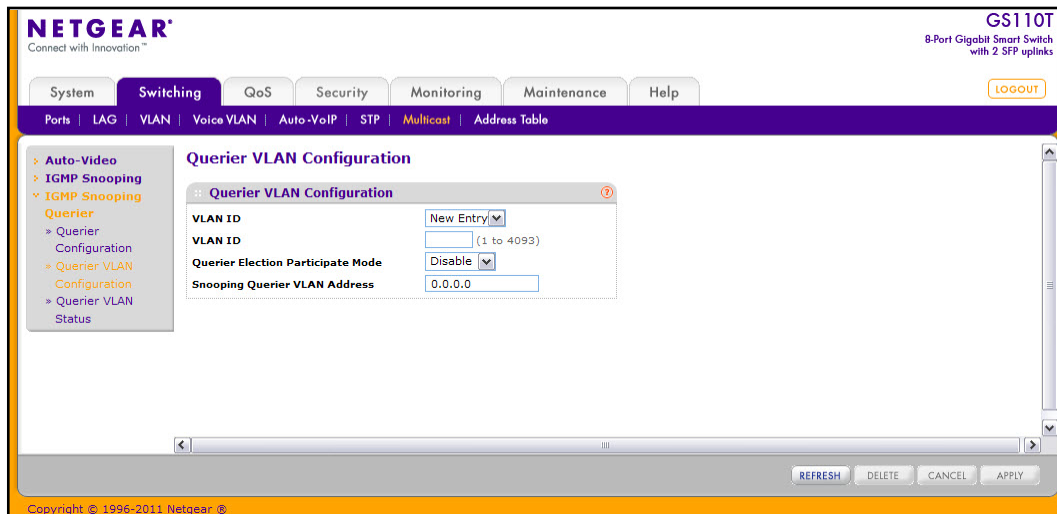 NETGEAR®
Connect with Innovation™
GS110T
8-Port Gigabit Smart Switch
with 2 SFP uplinks
System Switching QoS Security Monitoring Maintenance Help LOGOUT
Ports | LAG | VLAN | Voice VLAN | Auto-VoIP | STP | Multicast | Address Table
Auto-Video
IGMP Snooping
IGMP Snooping
Querier
» Querier
Configuration
» Querier VLAN
Configuration
» Querier VLAN
Status
Querier VLAN Configuration
Querier VLAN Configuration ?
VLAN ID New Entry
VLAN ID (1 to 4093)
Querier Election Participate Mode Disable
Snooping Querier VLAN Address 0.0.0.0
REFRESH DELETE CANCEL APPLY
Copyright © 1996-2011 Netgear ®